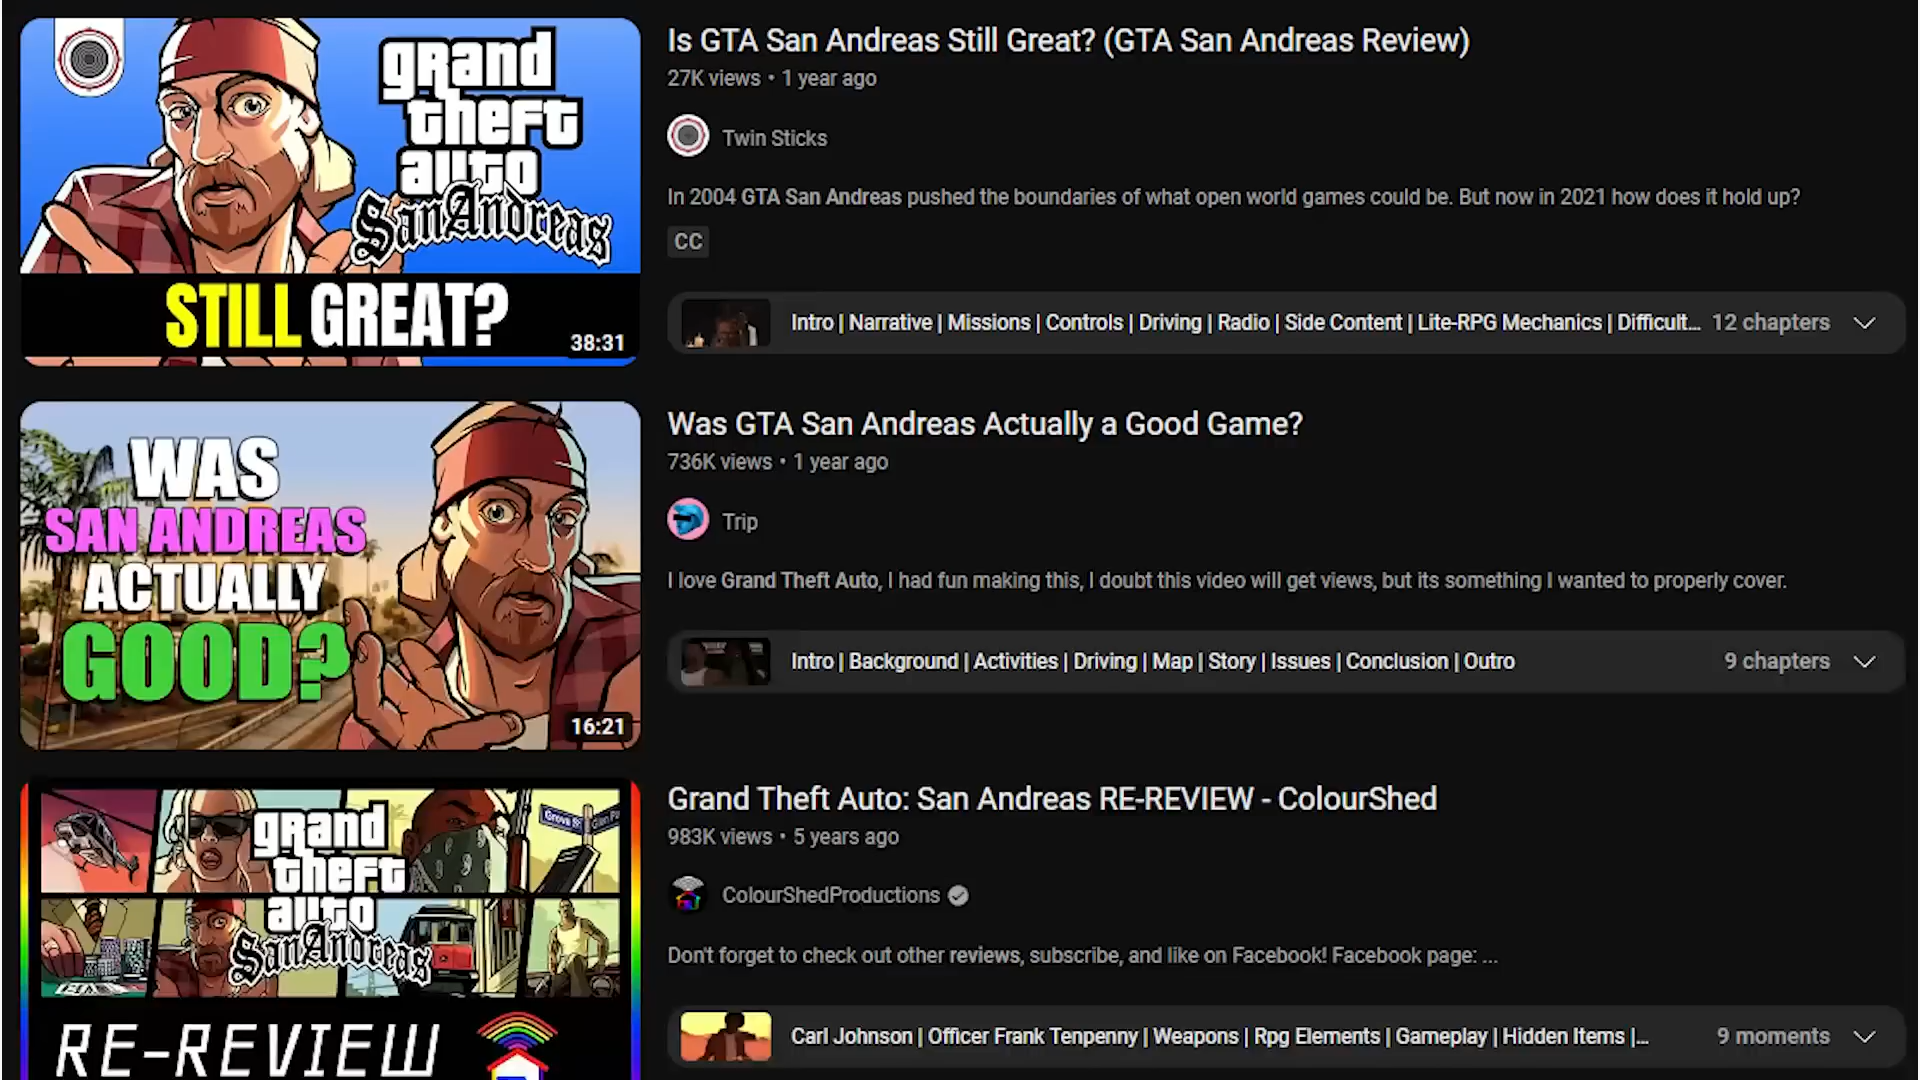 grand
theft
auto
San Andreas
STILL GREAT?
38:31
Is GTA San Andreas Still Great? (GTA San Andreas Review)
27K views • 1 year ago
Twin Sticks
In 2004 GTA San Andreas pushed the boundaries of what open world games could be. But now in 2021 how does it hold up?
CC
Intro | Narrative | Missions | Controls | Driving | Radio | Side Content | Lite-RPG Mechanics | Difficult... 12 chapters
WAS
SAN ANDREAS
ACTUALLY
GOOD?
16:21
Was GTA San Andreas Actually a Good Game?
736K views • 1 year ago
Trip
I love Grand Theft Auto, I had fun making this, I doubt this video will get views, but its something I wanted to properly cover.
Intro | Background | Activities | Driving | Map | Story | Issues | Conclusion | Outro 9 chapters
grand
theft
auto
San Andreas
Grove St
RE-REVIEW
Grand Theft Auto: San Andreas RE-REVIEW - ColourShed
983K views • 5 years ago
ColourShedProductions
Don't forget to check out other reviews, subscribe, and like on Facebook! Facebook page: ...
Carl Johnson | Officer Frank Tenpenny | Weapons | Rpg Elements | Gameplay | Hidden Items |... 9 moments